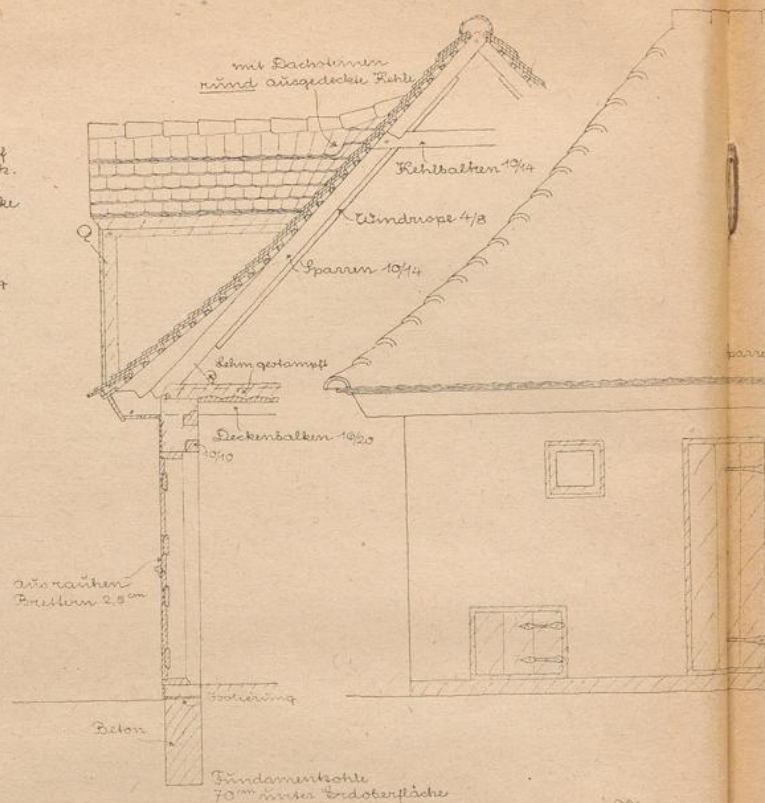 mit Dachsteinen
rund ausgedeckte Kehle
Kehlbalken 10/14
Windrispe 4/8
Sparren 10/14
Lehm gestampft
Deckenbalken 16/20
10/10
aus rauhen
Brettern 2,5 cm
Isolierung
Beton
Fundamentsohle
70 cm unter Erdoberfläche